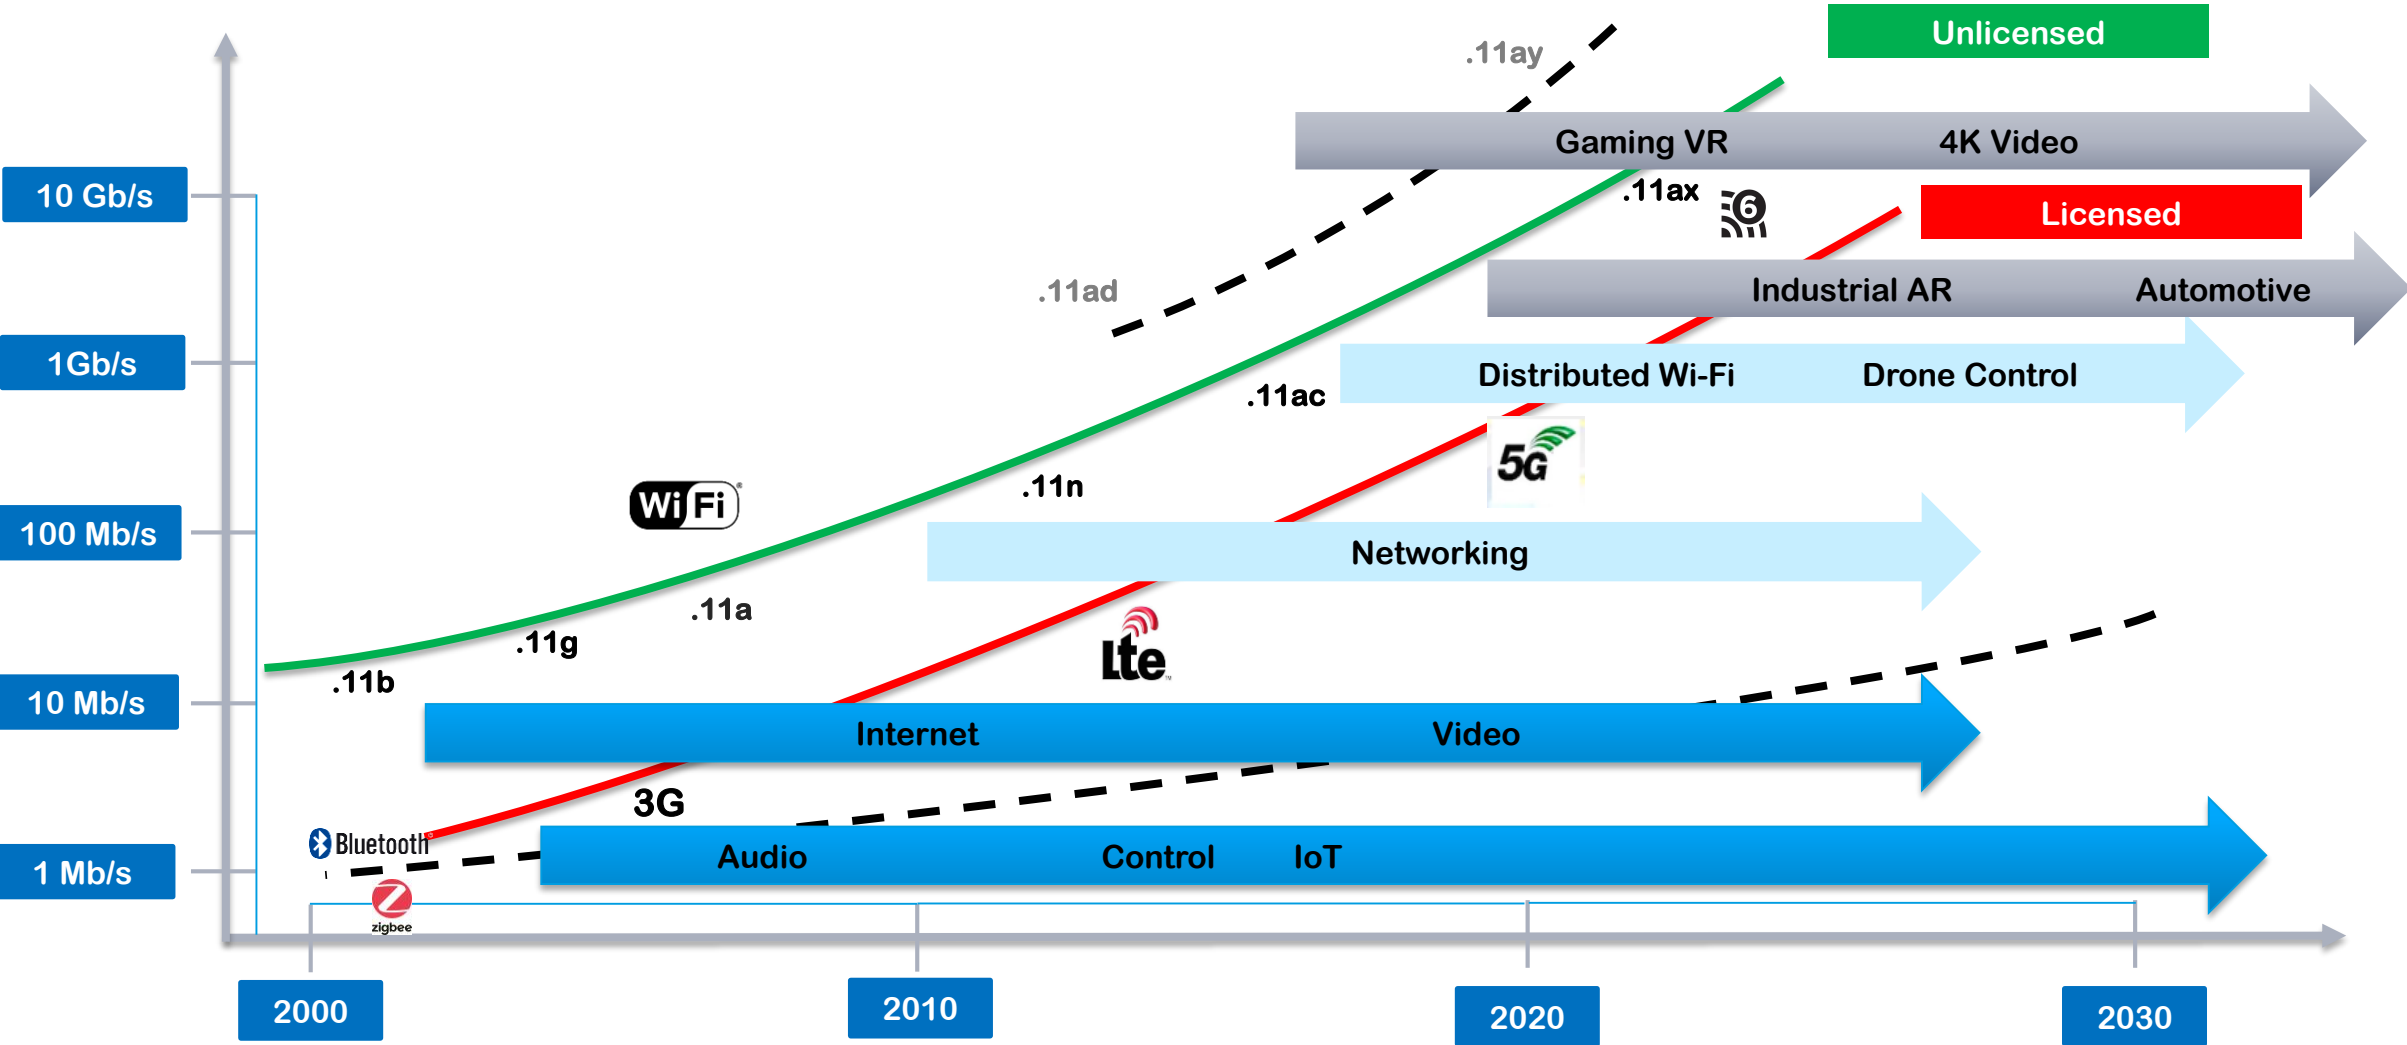 Unlicensed
.11ay
Gaming VR 4K Video
10 Gb/s
.11ax
6
Licensed
.11ad
Industrial AR Automotive
1Gb/s
Distributed Wi-Fi Drone Control
.11ac
5G
.11n
Wi Fi
®
100 Mb/s
Networking
.11a
.11g
Lte
TM
.11b
10 Mb/s
Internet Video
3G
Bluetooth
1 Mb/s
Audio Control IoT
Z
zigbee
2000
2010
2020
2030